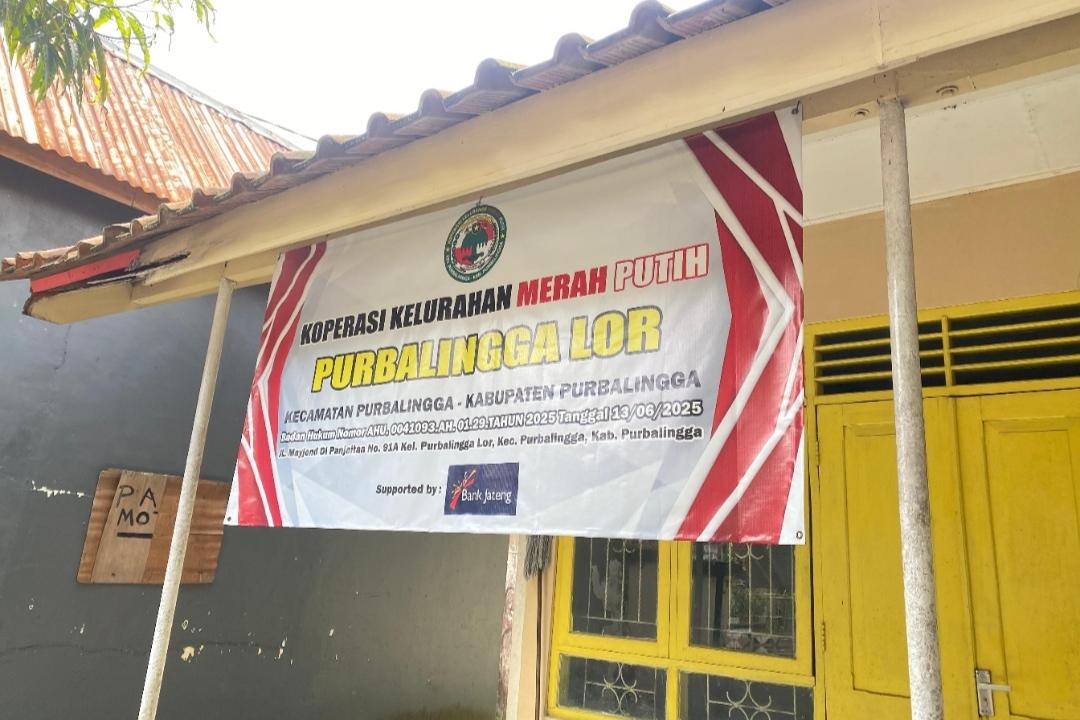 KOPERASI KELURAHAN MERAH PUTIH
PURBALINGGA LOR
KECAMATAN PURBALINGGA - KABUPATEN PURBALINGGA
Badan Hukum Nomor AHU, 0041093.AH. 01.29.TAHUN 2025 Tanggal 13/06/2025
JL. Mayjend DI Panjaitan No. 91A Kel. Purbalingga Lor, Kec. Purbalingga, Kab. Purbalingga
Supported by : Bank Jateng
PA
MO